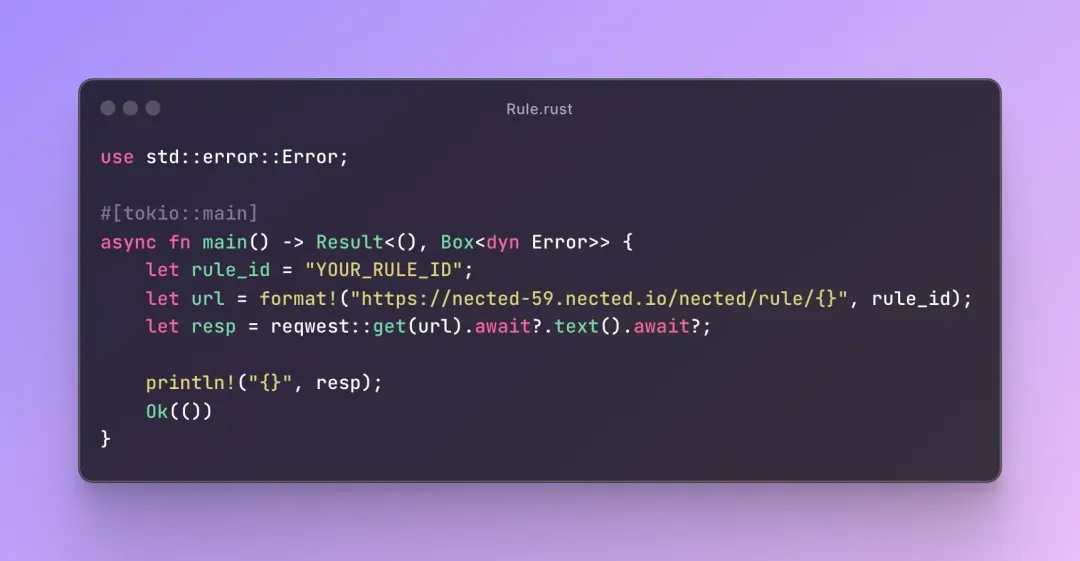 Rule.rust
use std::error::Error;
#[tokio::main]
async fn main() -> Result<(), Box<dyn Error>> {
    let rule_id = "YOUR_RULE_ID";
    let url = format!("https://nected-59.nected.io/nected/rule/{}", rule_id);
    let resp = reqwest::get(url).await?.text().await?;
    println!("{}", resp);
    Ok(())
}